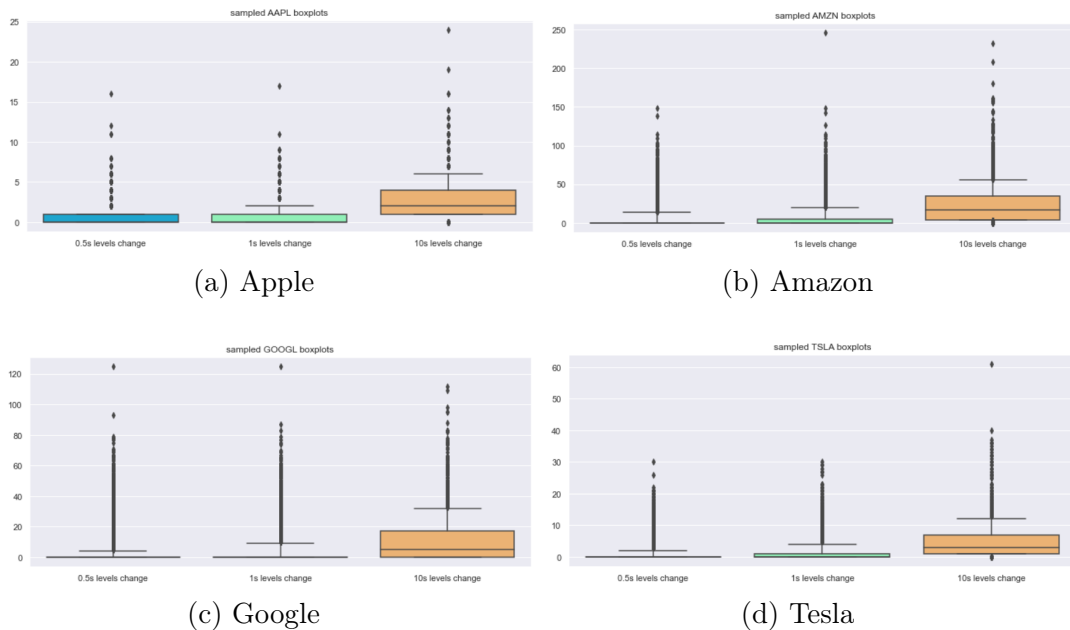 sampled AAPL boxplots
25
20
15
10
5
0
0.5s levels change 1s levels change 10s levels change
(a) Apple
sampled AMZN boxplots
250
200
150
100
50
0
0.5s levels change 1s levels change 10s levels change
(b) Amazon
sampled GOOGL boxplots
120
100
80
60
40
20
0
0.5s levels change 1s levels change 10s levels change
(c) Google
sampled TSLA boxplots
60
50
40
30
20
10
0
0.5s levels change 1s levels change 10s levels change
(d) Tesla